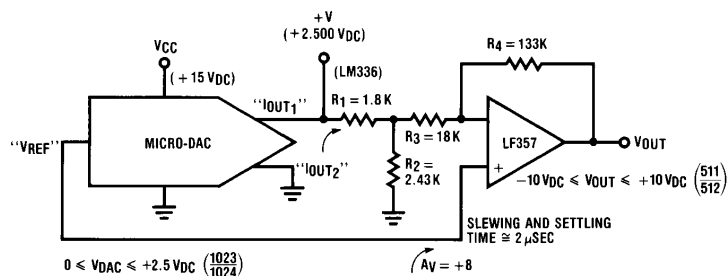 +V
(+2.500 VDC)
VCC
(+15 VDC)
(LM336)
R4 = 133K
"IOUT1"
R1 = 1.8K
R3 = 18K
"VREF"
MICRO-DAC
LF357
VOUT
"IOUT2"
R2 =
2.43K
+
−10 VDC ≤ VOUT ≤ +10 VDC (511/512)
SLEWING AND SETTLING
TIME ≅ 2 μSEC
0 ≤ VDAC ≤ +2.5 VDC (1023/1024)
AV = +8